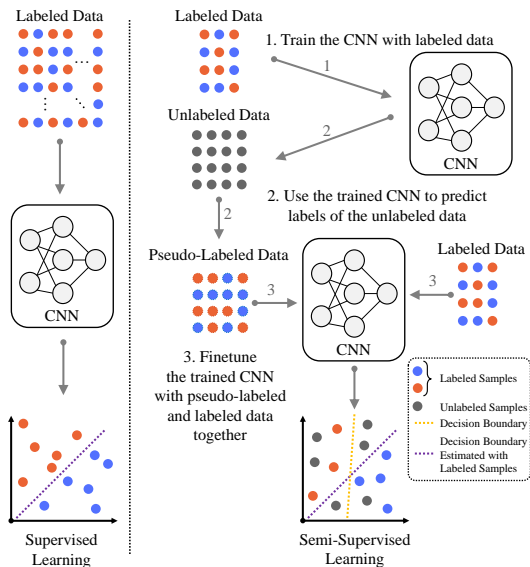 Labeled Data
...
...
...
CNN
Supervised
Learning
Labeled Data
1. Train the CNN with labeled data
1
Unlabeled Data
2
CNN
2
2. Use the trained CNN to predict
labels of the unlabeled data
Pseudo-Labeled Data
3
CNN
Labeled Data
3
3. Finetune
the trained CNN
with pseudo-labeled
and labeled data
together
Labeled Samples
Unlabeled Samples
Decision Boundary
Decision Boundary
Estimated with
Labeled Samples
Semi-Supervised
Learning